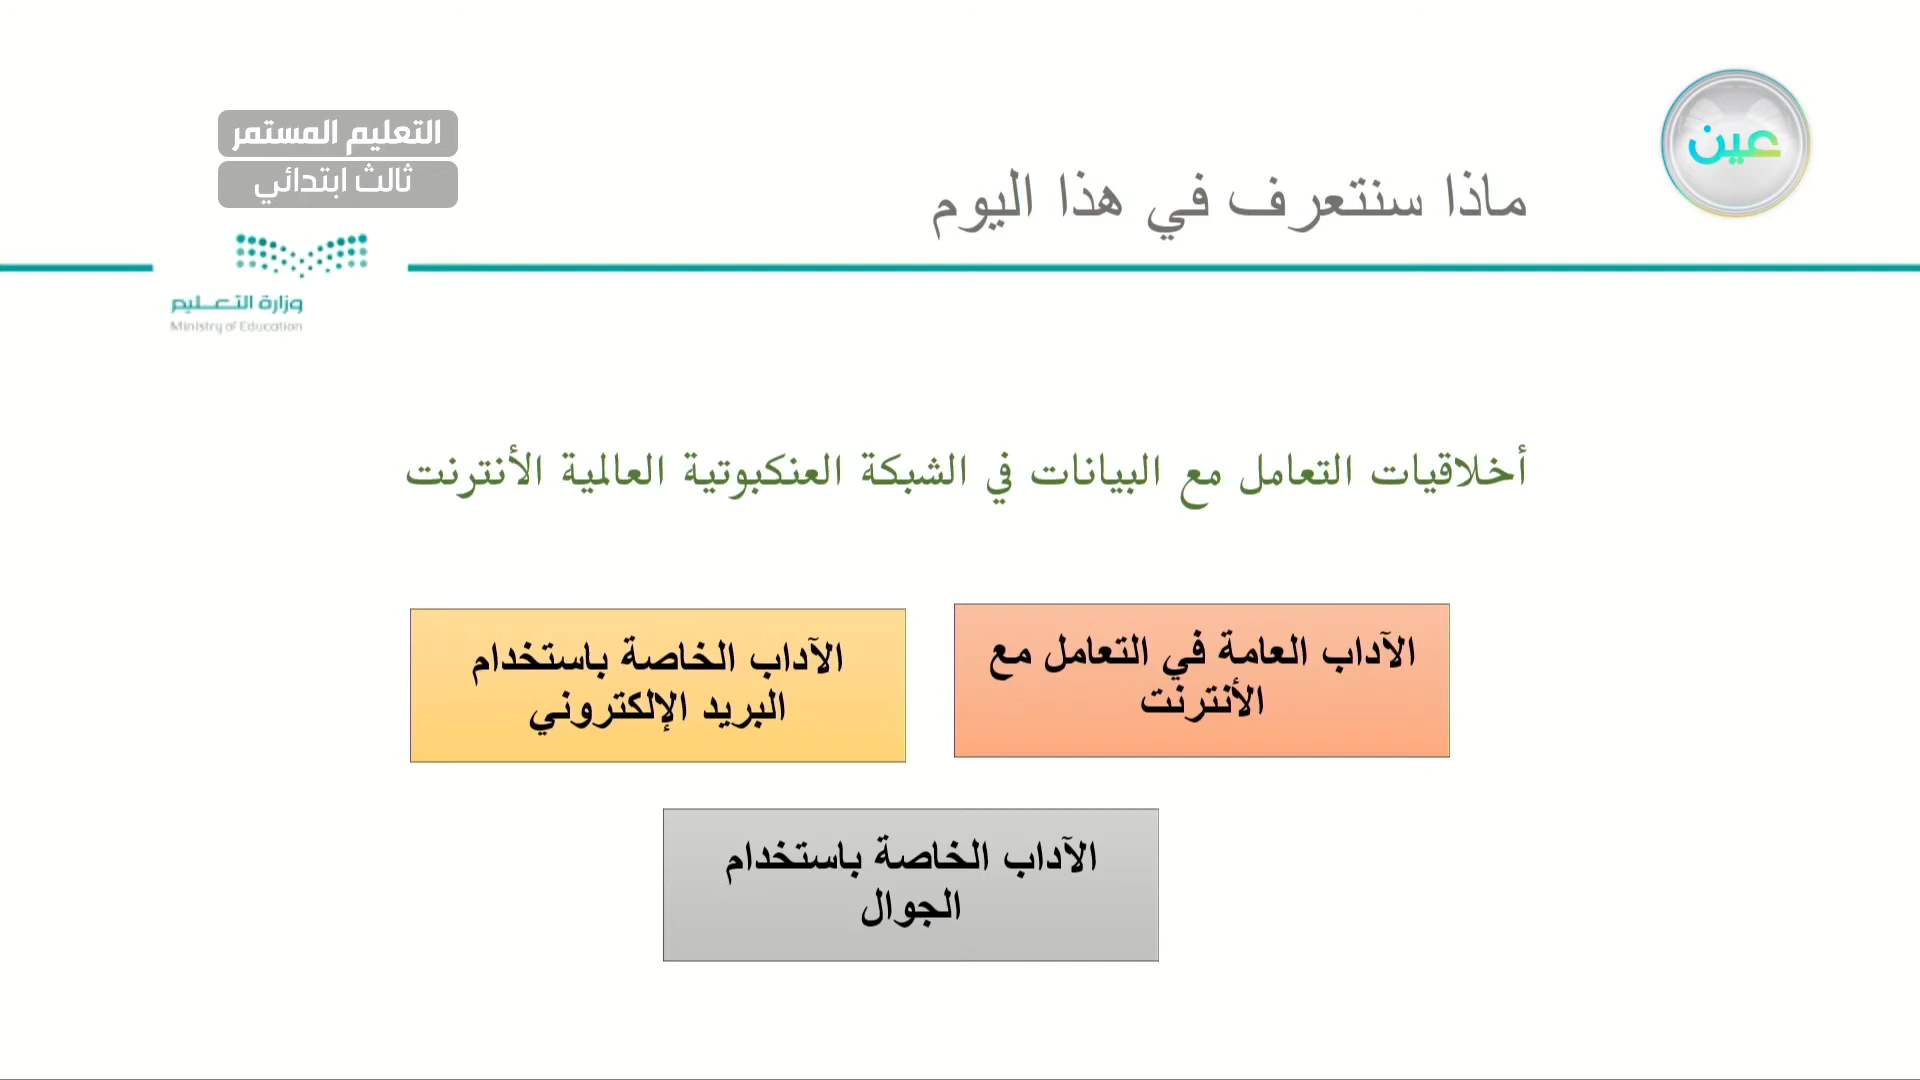 عين
التعليم المستمر
ثالث ابتدائي
ماذا سنتعرف في هذا اليوم
وزارة التعـــليم
Ministry of Education
أخلاقيات التعامل مع البيانات في الشبكة العنكبوتية العالمية الأنترنت
الآداب العامة في التعامل مع
الأنترنت
الآداب الخاصة باستخدام
البريد الإلكتروني
الآداب الخاصة باستخدام
الجوال